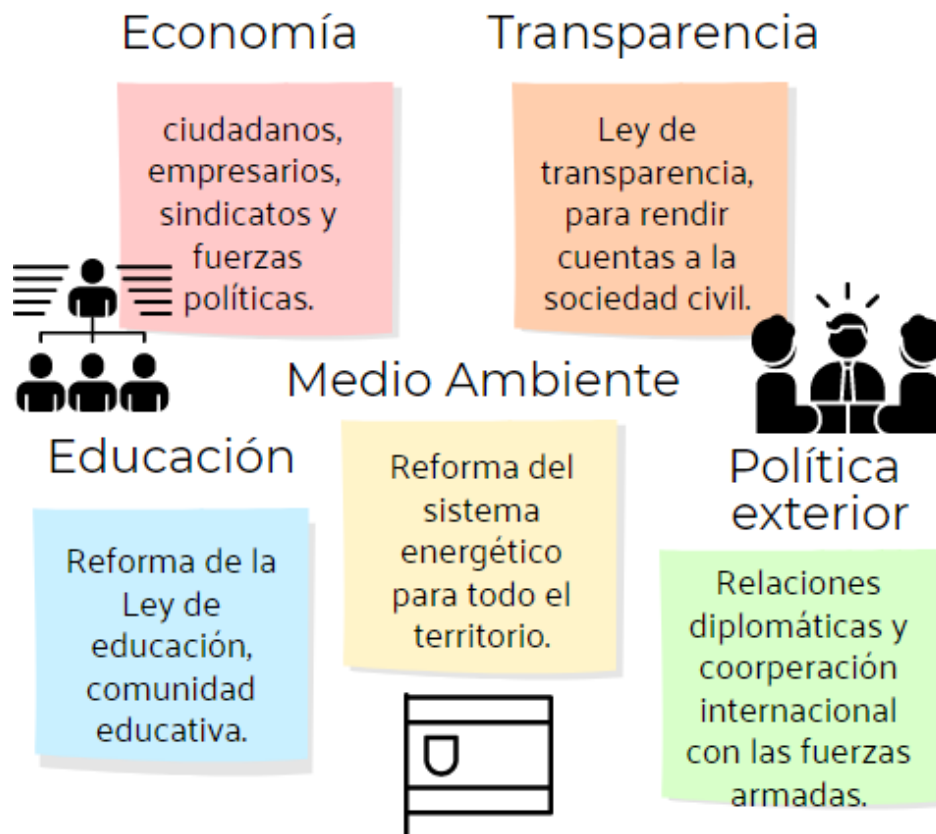 Economía
ciudadanos,
empresarios,
sindicatos y
fuerzas
políticas.
Transparencia
Ley de
transparencia,
para rendir
cuentas a la
sociedad civil.
Medio Ambiente
Reforma del
sistema
energético
para todo el
territorio.
Educación
Reforma de la
Ley de
educación,
comunidad
educativa.
Política
exterior
Relaciones
diplomáticas y
coorperación
internacional
con las fuerzas
armadas.